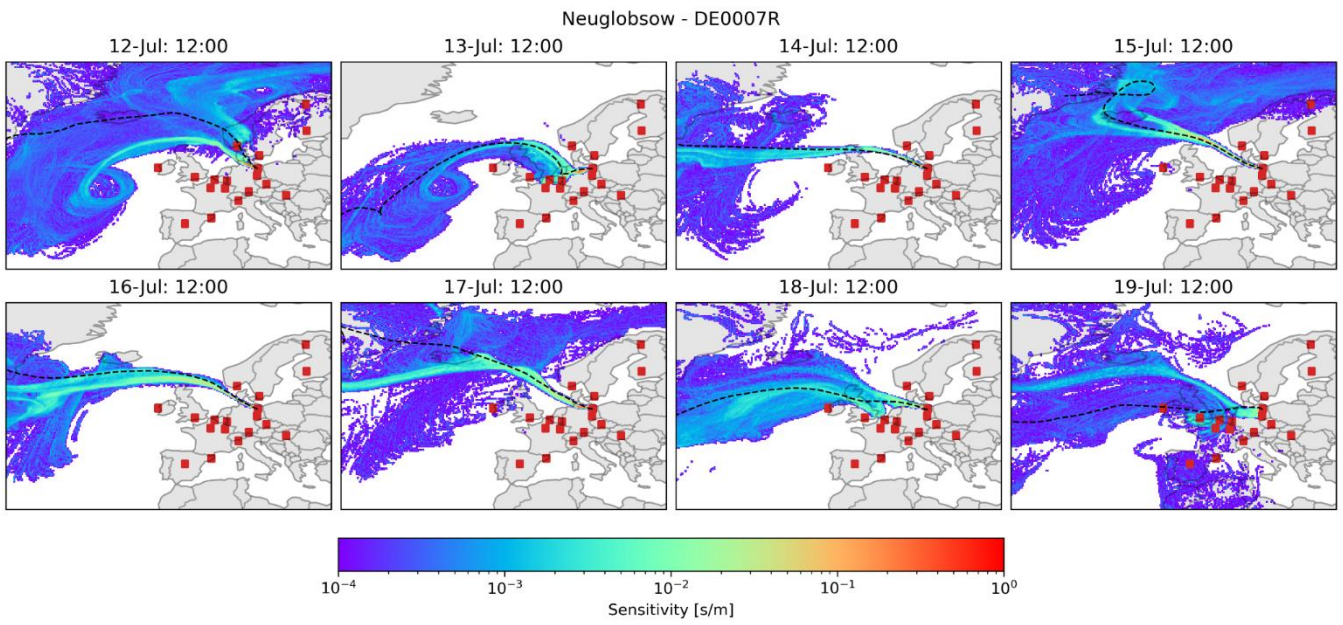 Neuglobsow - DE0007R
12-Jul: 12:00 13-Jul: 12:00 14-Jul: 12:00 15-Jul: 12:00
16-Jul: 12:00 17-Jul: 12:00 18-Jul: 12:00 19-Jul: 12:00
10⁻⁴ 10⁻³ 10⁻² 10⁻¹ 10⁰
Sensitivity [s/m]